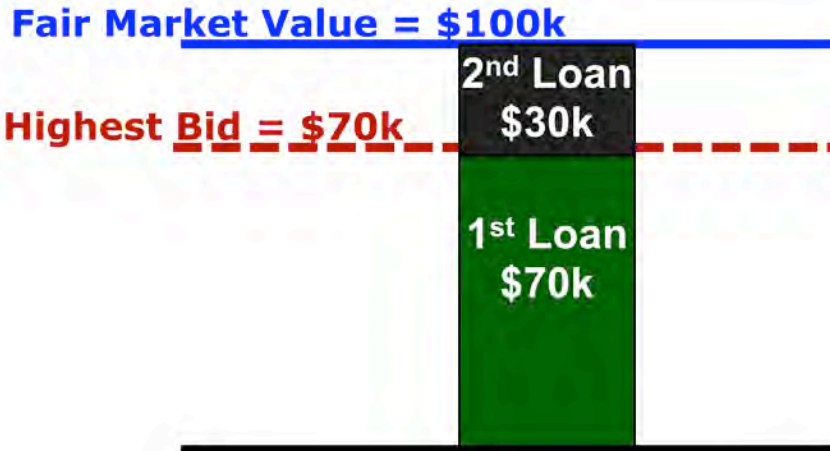 Fair Market Value = $100k
2nd Loan
$30k
Highest Bid = $70k
1st Loan
$70k